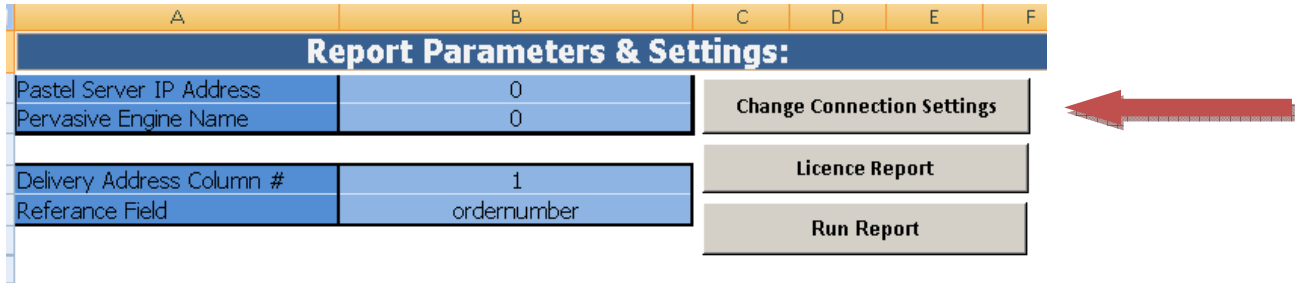 A B C D E F
Report Parameters & Settings:
Pastel Server IP Address 0
Pervasive Engine Name 0
Change Connection Settings
Licence Report
Delivery Address Column # 1
Referance Field ordernumber
Run Report